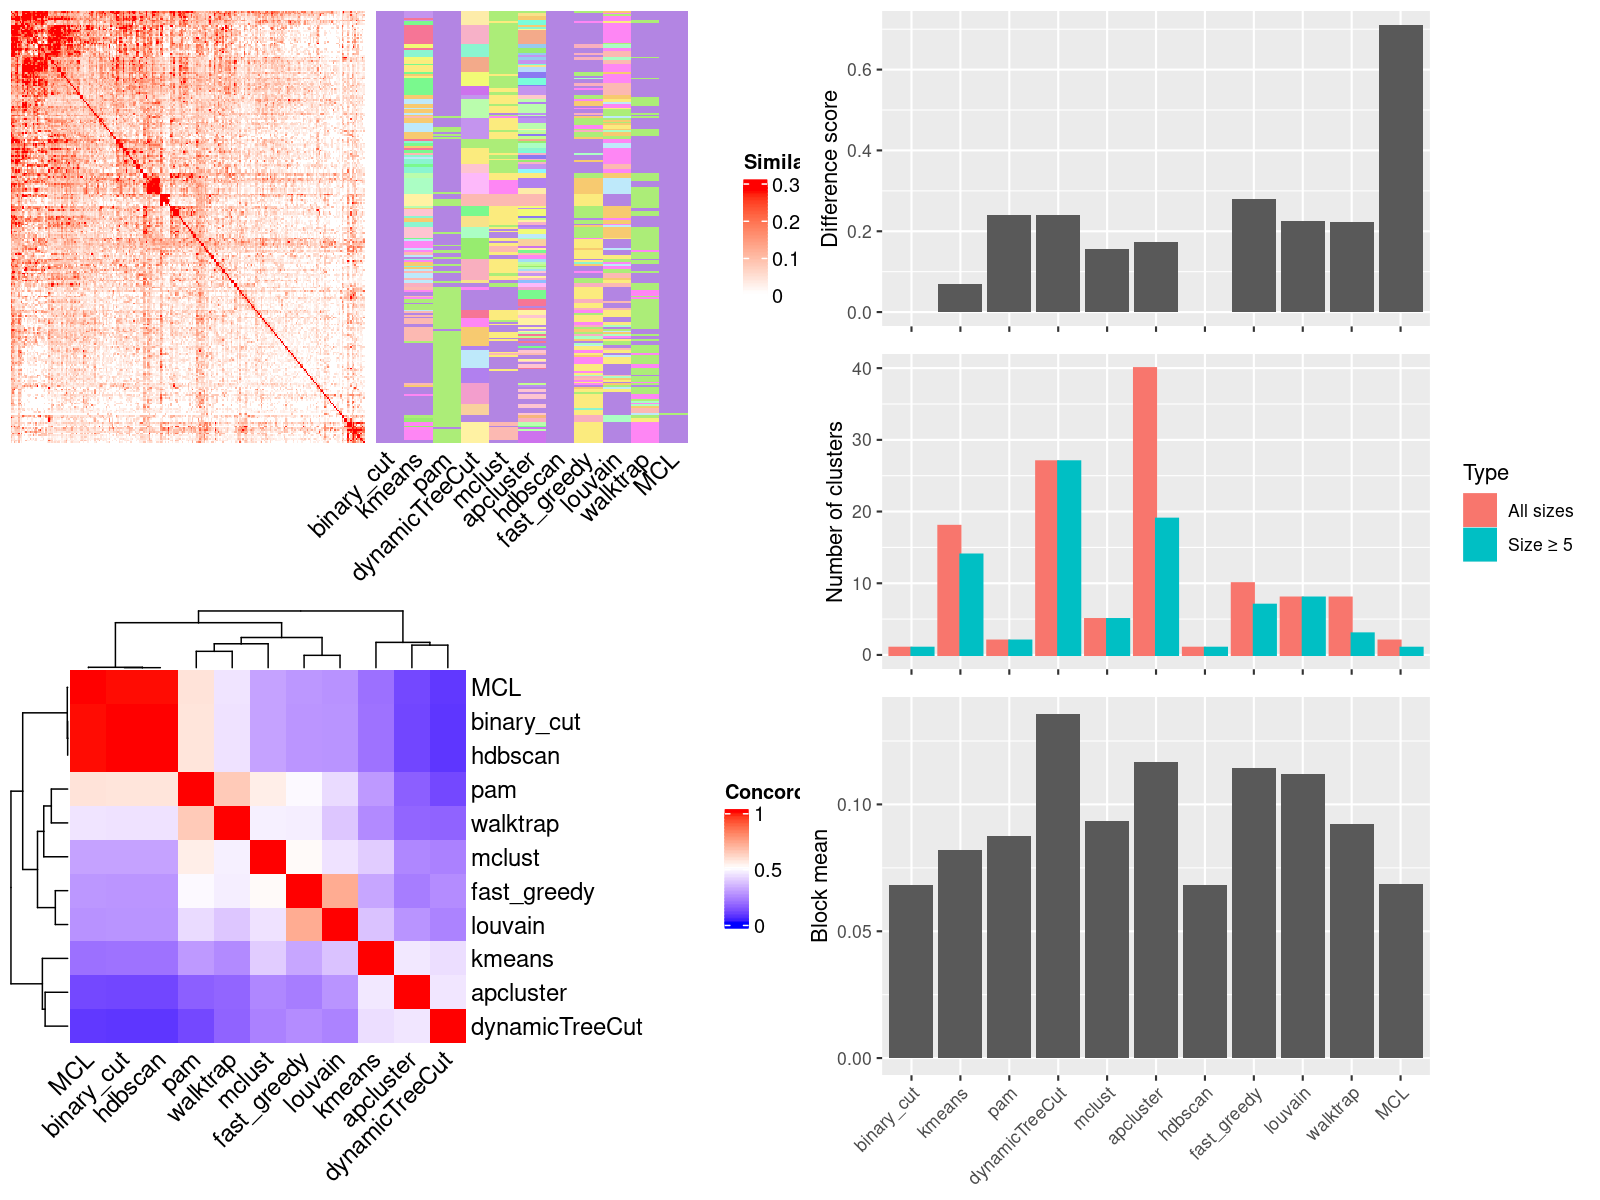 Simila
0.3
0.2
0.1
0
binary_cut
kmeans
pam
dynamicTreeCut
mclust
apcluster
hdbscan
fast_greedy
louvain
walktrap
MCL
MCL
binary_cut
hdbscan
pam
walktrap
mclust
fast_greedy
louvain
kmeans
apcluster
dynamicTreeCut
MCL
binary_cut
hdbscan
pam
walktrap
mclust
fast_greedy
louvain
kmeans
apcluster
dynamicTreeCut
Concord
1
0.5
0
Difference score
0.6
0.4
0.2
0.0
Number of clusters
40
30
20
10
0
Type
All sizes
Size ≥ 5
Block mean
0.10
0.05
0.00
binary_cut
kmeans
pam
dynamicTreeCut
mclust
apcluster
hdbscan
fast_greedy
louvain
walktrap
MCL